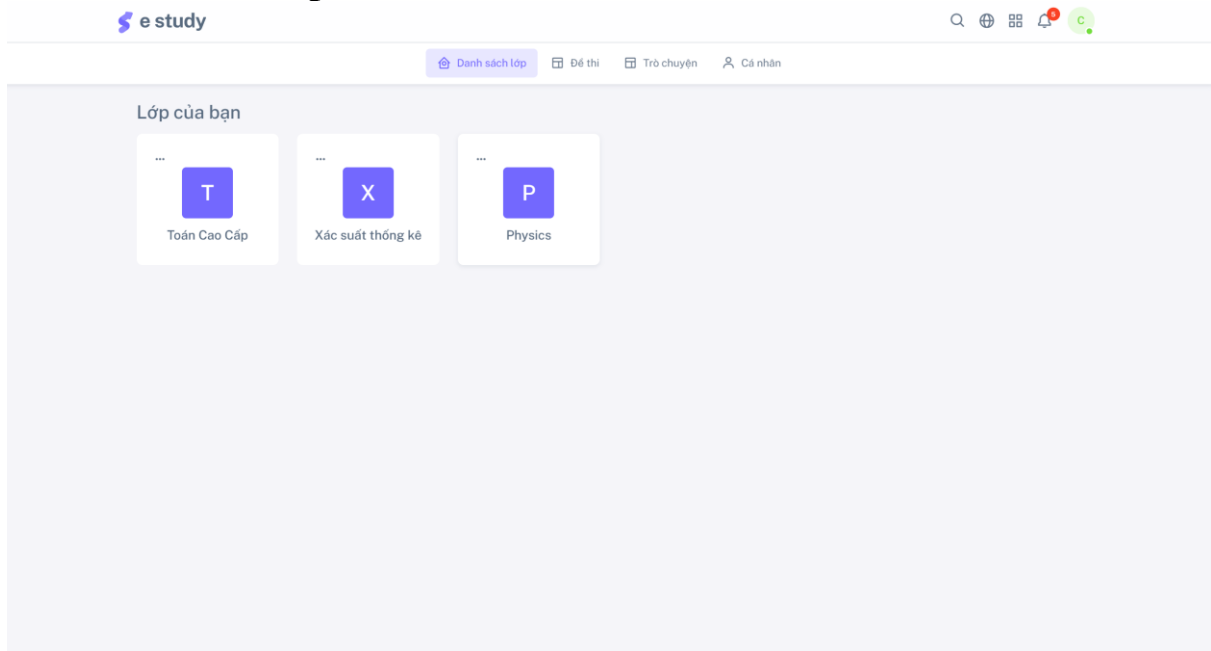 e study
5
C
Danh sách lớp
Đề thi
Trò chuyện
Cá nhân
Lớp của bạn
...
...
...
T
X
P
Toán Cao Cấp
Xác suất thống kê
Physics